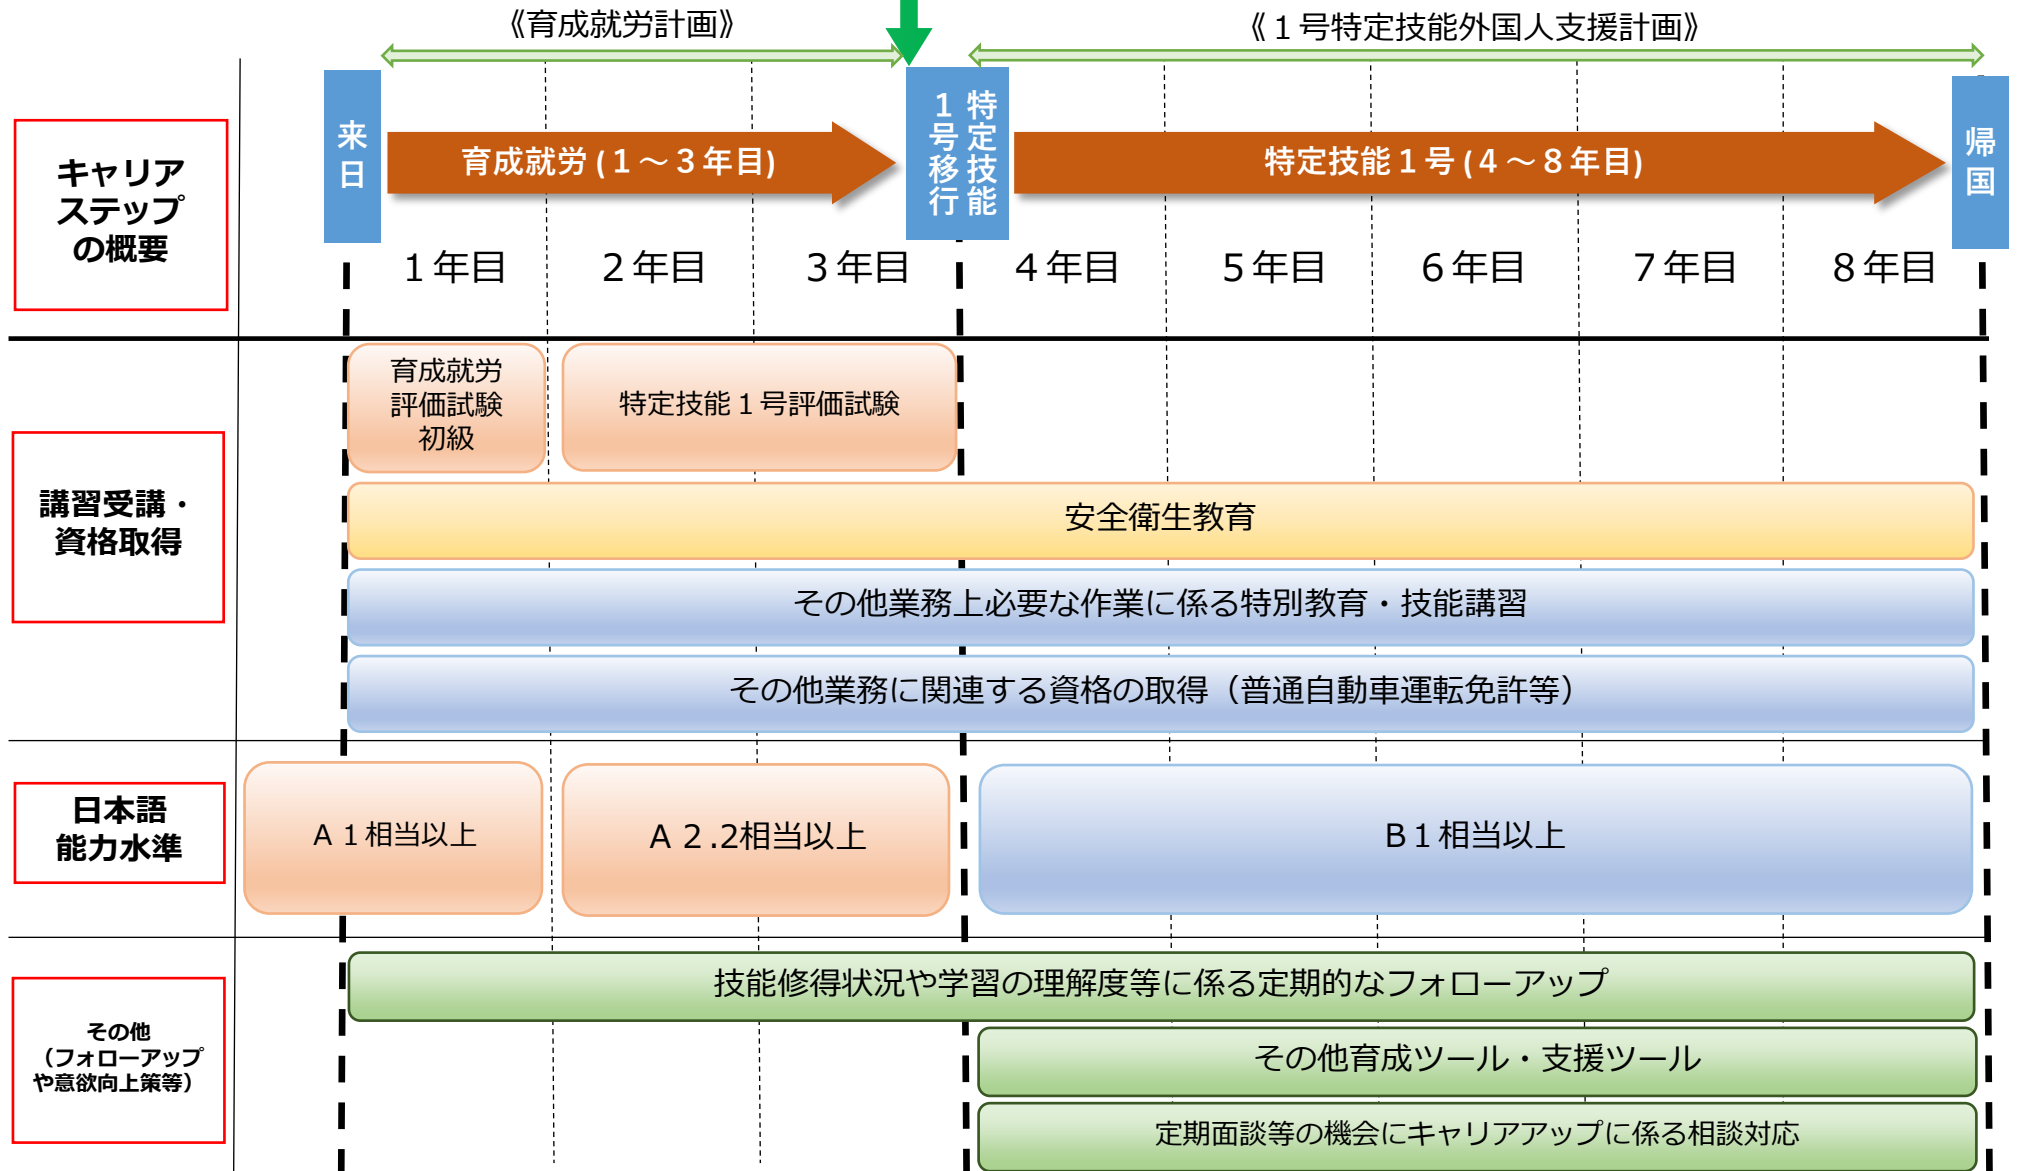 《育成就労計画》
《１号特定技能外国人支援計画》
キャリア
ステップ
の概要
来日
育成就労 (１～３年目)
特定技能
１号移行
特定技能１号 (４～８年目)
帰国
１年目
２年目
３年目
４年目
５年目
６年目
７年目
８年目
講習受講・
資格取得
育成就労
評価試験
初級
特定技能１号評価試験
安全衛生教育
その他業務上必要な作業に係る特別教育・技能講習
その他業務に関連する資格の取得（普通自動車運転免許等）
日本語
能力水準
Ａ１相当以上
Ａ２.2相当以上
Ｂ１相当以上
その他
（フォローアップ
や意欲向上策等）
技能修得状況や学習の理解度等に係る定期的なフォローアップ
その他育成ツール・支援ツール
定期面談等の機会にキャリアアップに係る相談対応